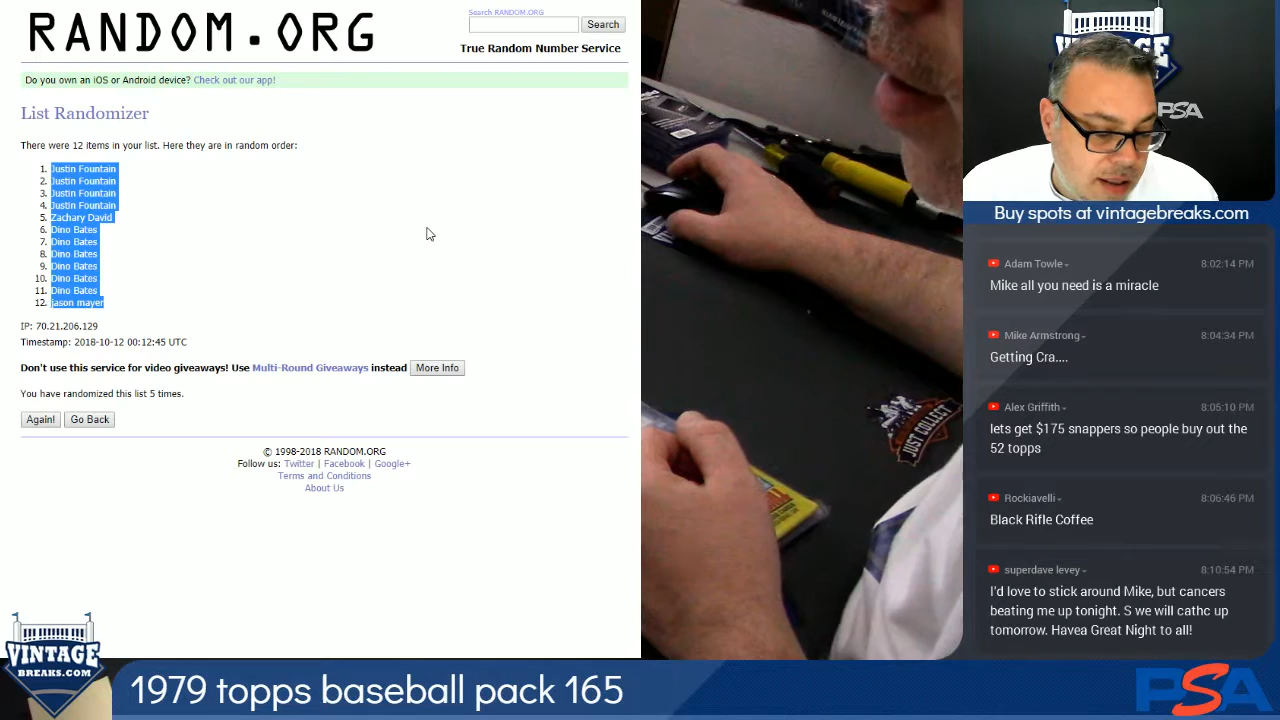 RANDOM.ORG
Search RANDOM.ORG
Search
True Random Number Service
Do you own an iOS or Android device? Check out our app!
List Randomizer
There were 12 items in your list. Here they are in random order:
1. Justin Fountain
2. Justin Fountain
3. Justin Fountain
4. Justin Fountain
5. Zachary David
6. Dino Bates
7. Dino Bates
8. Dino Bates
9. Dino Bates
10. Dino Bates
11. Dino Bates
12. jason mayer
IP: 70.21.206.129
Timestamp: 2018-10-12 00:12:45 UTC
Don't use this service for video giveaways! Use Multi-Round Giveaways instead More Info
You have randomized this list 5 times.
Again! Go Back
© 1998-2018 RANDOM.ORG
Follow us: Twitter | Facebook | Google+
Terms and Conditions
About Us
JUST COLLECT
VINTAGE
PSA
Buy spots at vintagebreaks.com
Adam Towle 8:02:14 PM
Mike all you need is a miracle
Mike Armstrong 8:04:34 PM
Getting Cra....
Alex Griffith 8:05:10 PM
lets get $175 snappers so people buy out the
52 topps
Rockiavelli 8:06:46 PM
Black Rifle Coffee
superdave levey 8:10:54 PM
I'd love to stick around Mike, but cancers
beating me up tonight. S we will cathc up
tomorrow. Havea Great Night to all!
VINTAGE
BREAKS.COM
1979 topps baseball pack 165
PSA